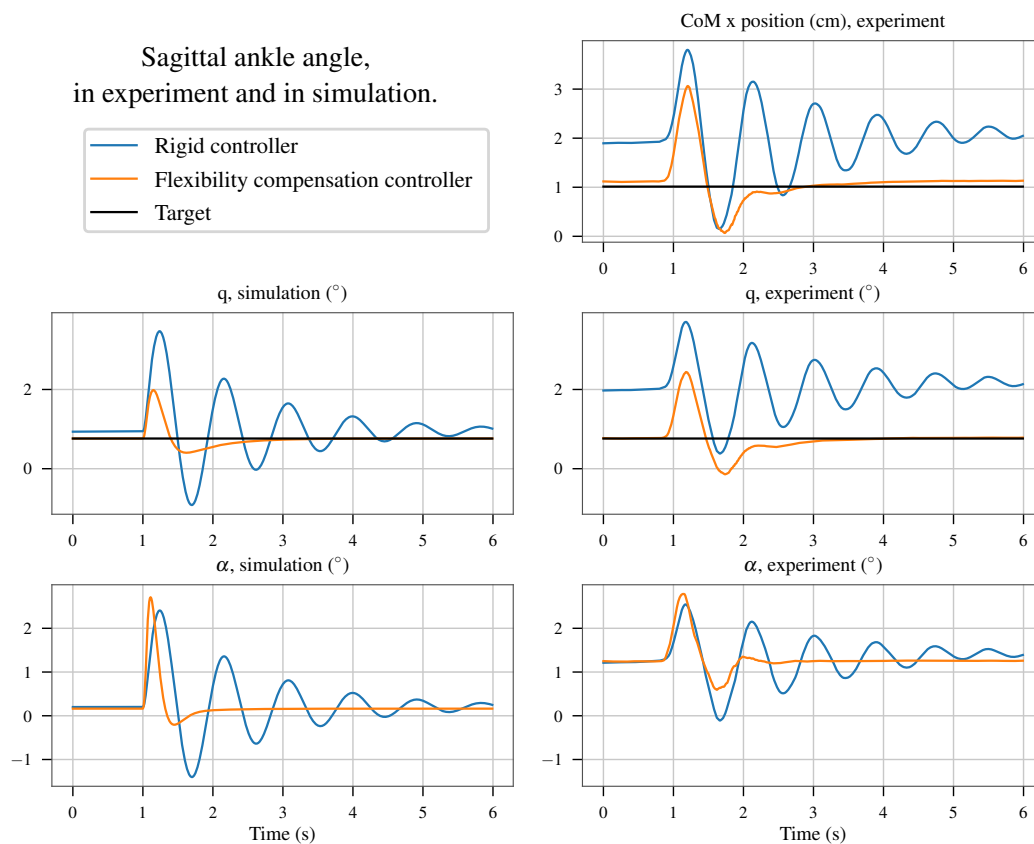 Sagittal ankle angle,
in experiment and in simulation.
Rigid controller
Flexibility compensation controller
Target
CoM x position (cm), experiment
3
2
1
0
0 1 2 3 4 5 6
q, simulation (°)
2
0
0 1 2 3 4 5 6
q, experiment (°)
2
0
0 1 2 3 4 5 6
α, simulation (°)
2
1
0
−1
0 1 2 3 4 5 6
Time (s)
α, experiment (°)
2
1
0
−1
0 1 2 3 4 5 6
Time (s)